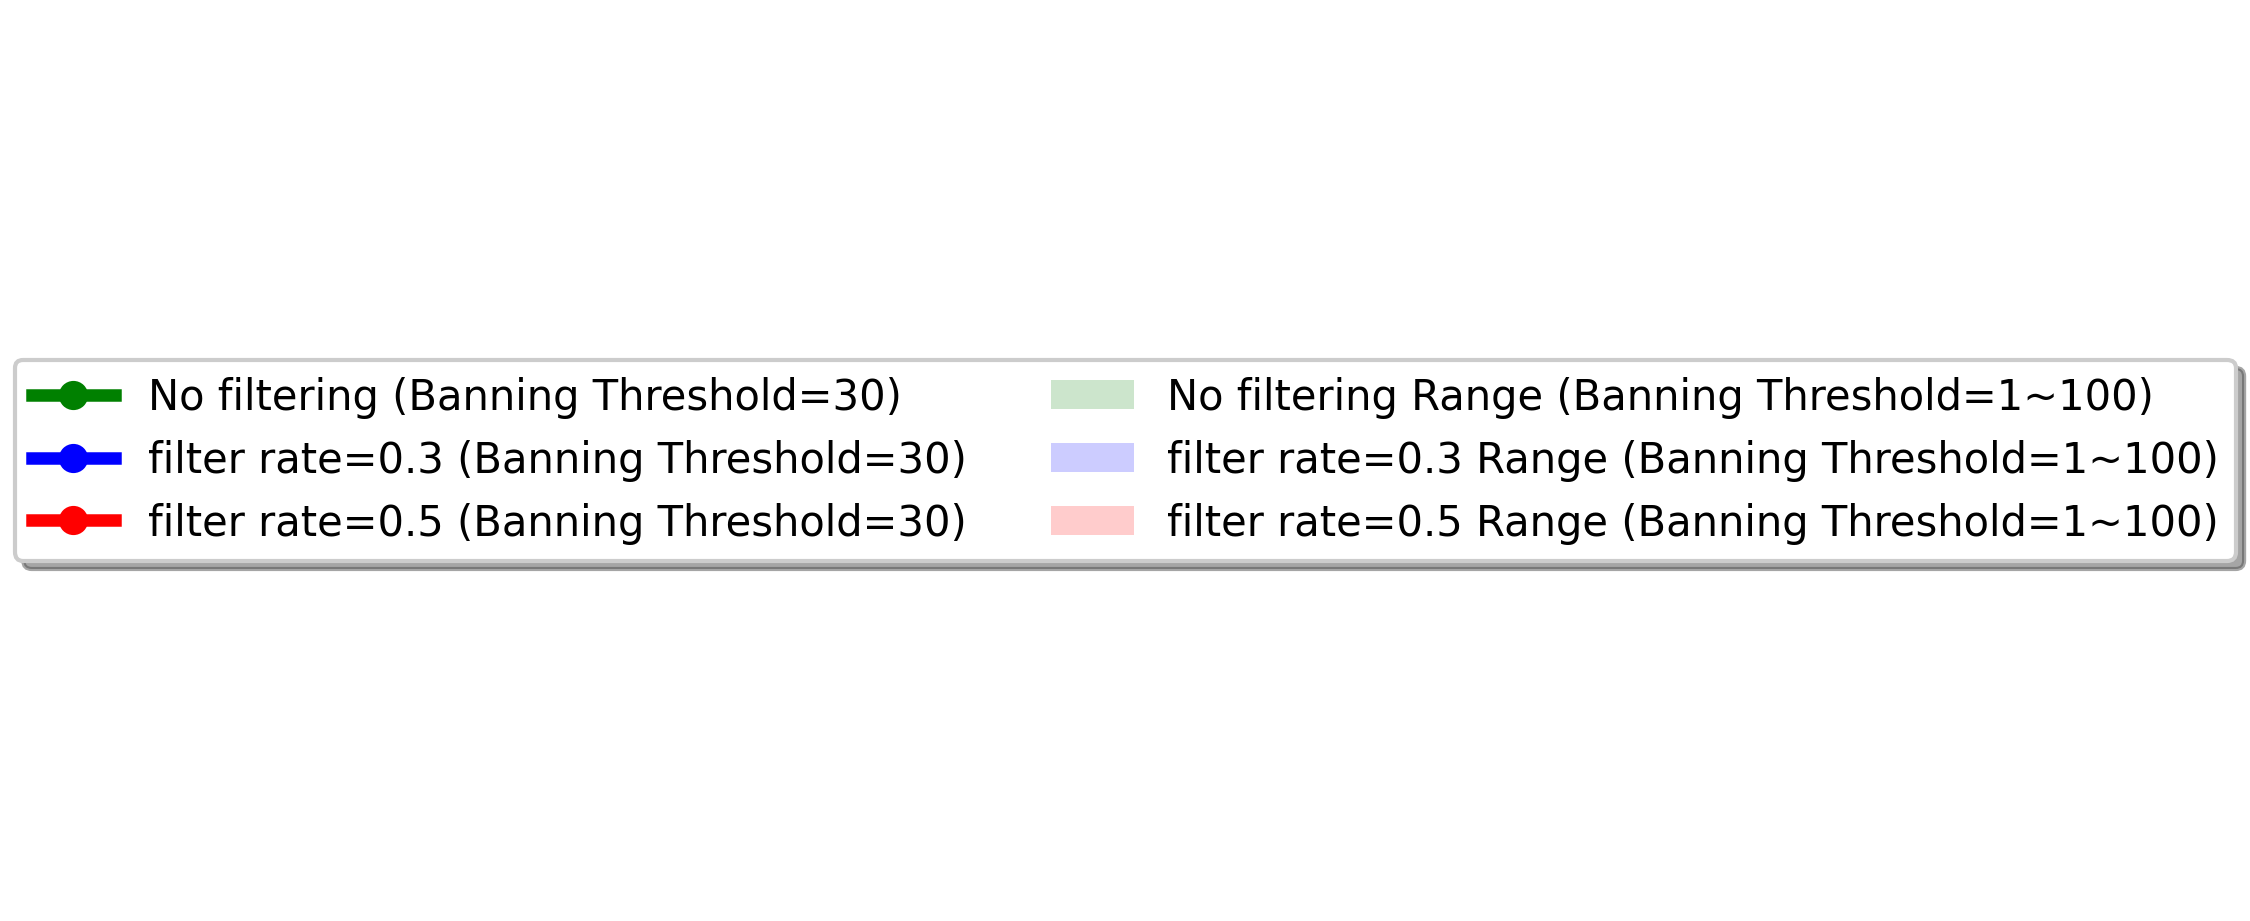 No filtering (Banning Threshold=30)
filter rate=0.3 (Banning Threshold=30)
filter rate=0.5 (Banning Threshold=30)
No filtering Range (Banning Threshold=1~100)
filter rate=0.3 Range (Banning Threshold=1~100)
filter rate=0.5 Range (Banning Threshold=1~100)